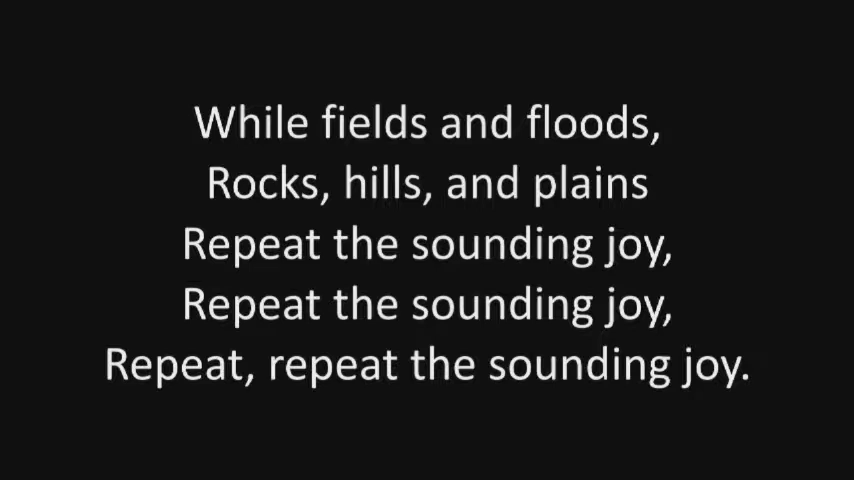 While fields and floods,
Rocks, hills, and plains
Repeat the sounding joy,
Repeat the sounding joy,
Repeat, repeat the sounding joy.